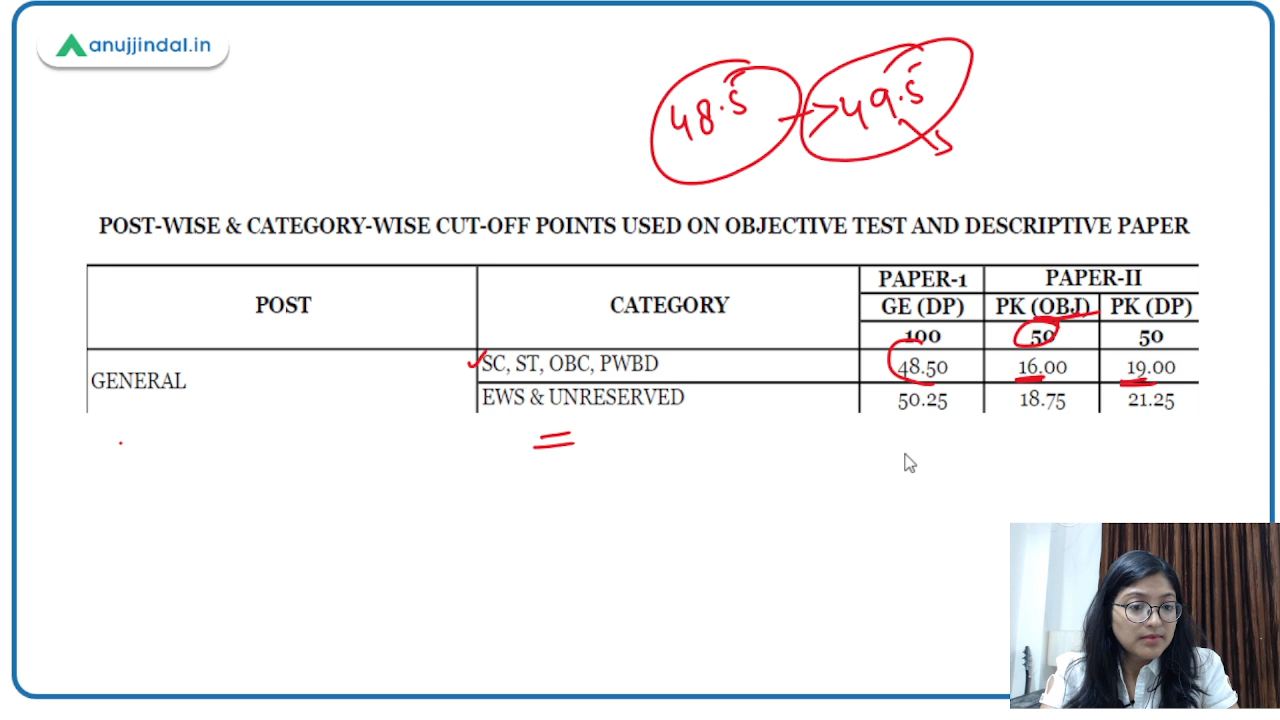 anujjindal.in
48.5 → 49.5
POST-WISE & CATEGORY-WISE CUT-OFF POINTS USED ON OBJECTIVE TEST AND DESCRIPTIVE PAPER
POST CATEGORY PAPER-1 PAPER-II
GE (DP) PK (OBJ) PK (DP)
100 50 50
GENERAL SC, ST, OBC, PWBD 48.50 16.00 19.00
EWS & UNRESERVED 50.25 18.75 21.25